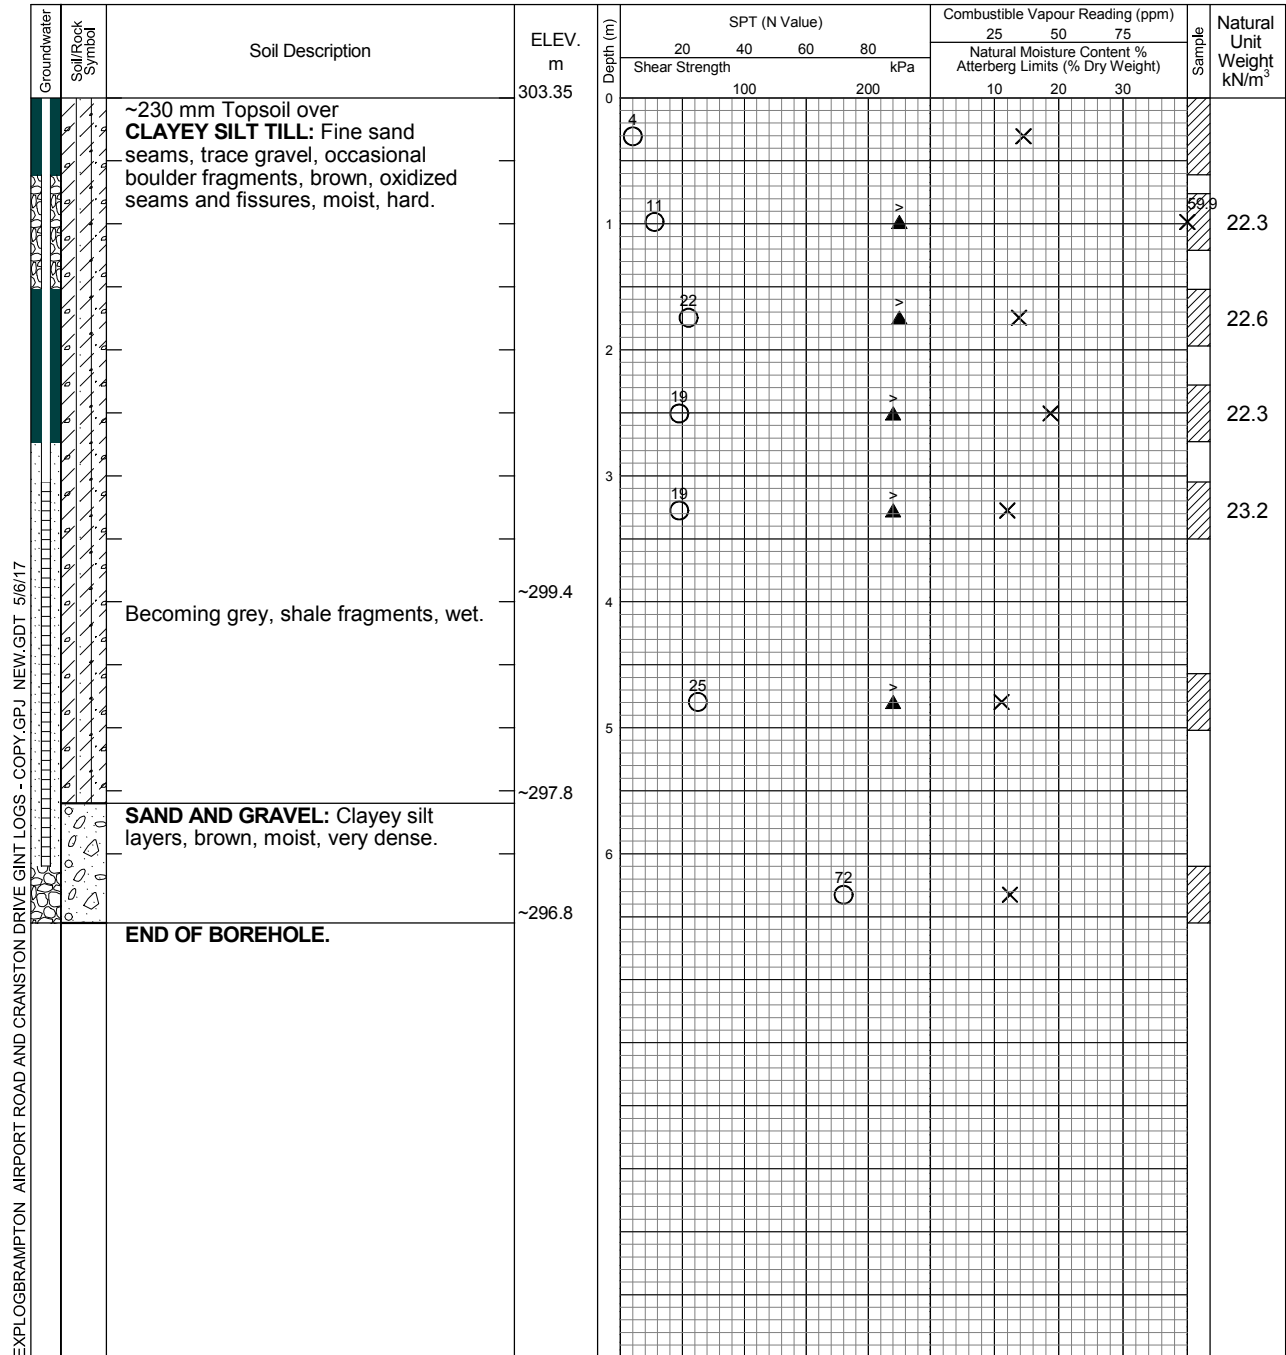 Groundwater
Soil/Rock
Symbol
Soil Description
ELEV.
m
303.35
Depth (m)
SPT (N Value)
20 40 60 80
Shear Strength kPa
100 200
Combustible Vapour Reading (ppm)
25 50 75
Natural Moisture Content %
Atterberg Limits (% Dry Weight)
10 20 30
Sample
Natural
Unit
Weight
kN/m³
0
~230 mm Topsoil over
CLAYEY SILT TILL: Fine sand
seams, trace gravel, occasional
boulder fragments, brown, oxidized
seams and fissures, moist, hard.
4
11
>
59.9
1
22.3
22
>
22.6
2
19
>
22.3
3
19
>
23.2
~299.4
4
Becoming grey, shale fragments, wet.
25
>
5
~297.8
SAND AND GRAVEL: Clayey silt
layers, brown, moist, very dense.
6
72
~296.8
END OF BOREHOLE.
EXPLOGBRAMPTON AIRPORT ROAD AND CRANSTON DRIVE GINT LOGS - COPY.GPJ NEW.GDT 5/6/17